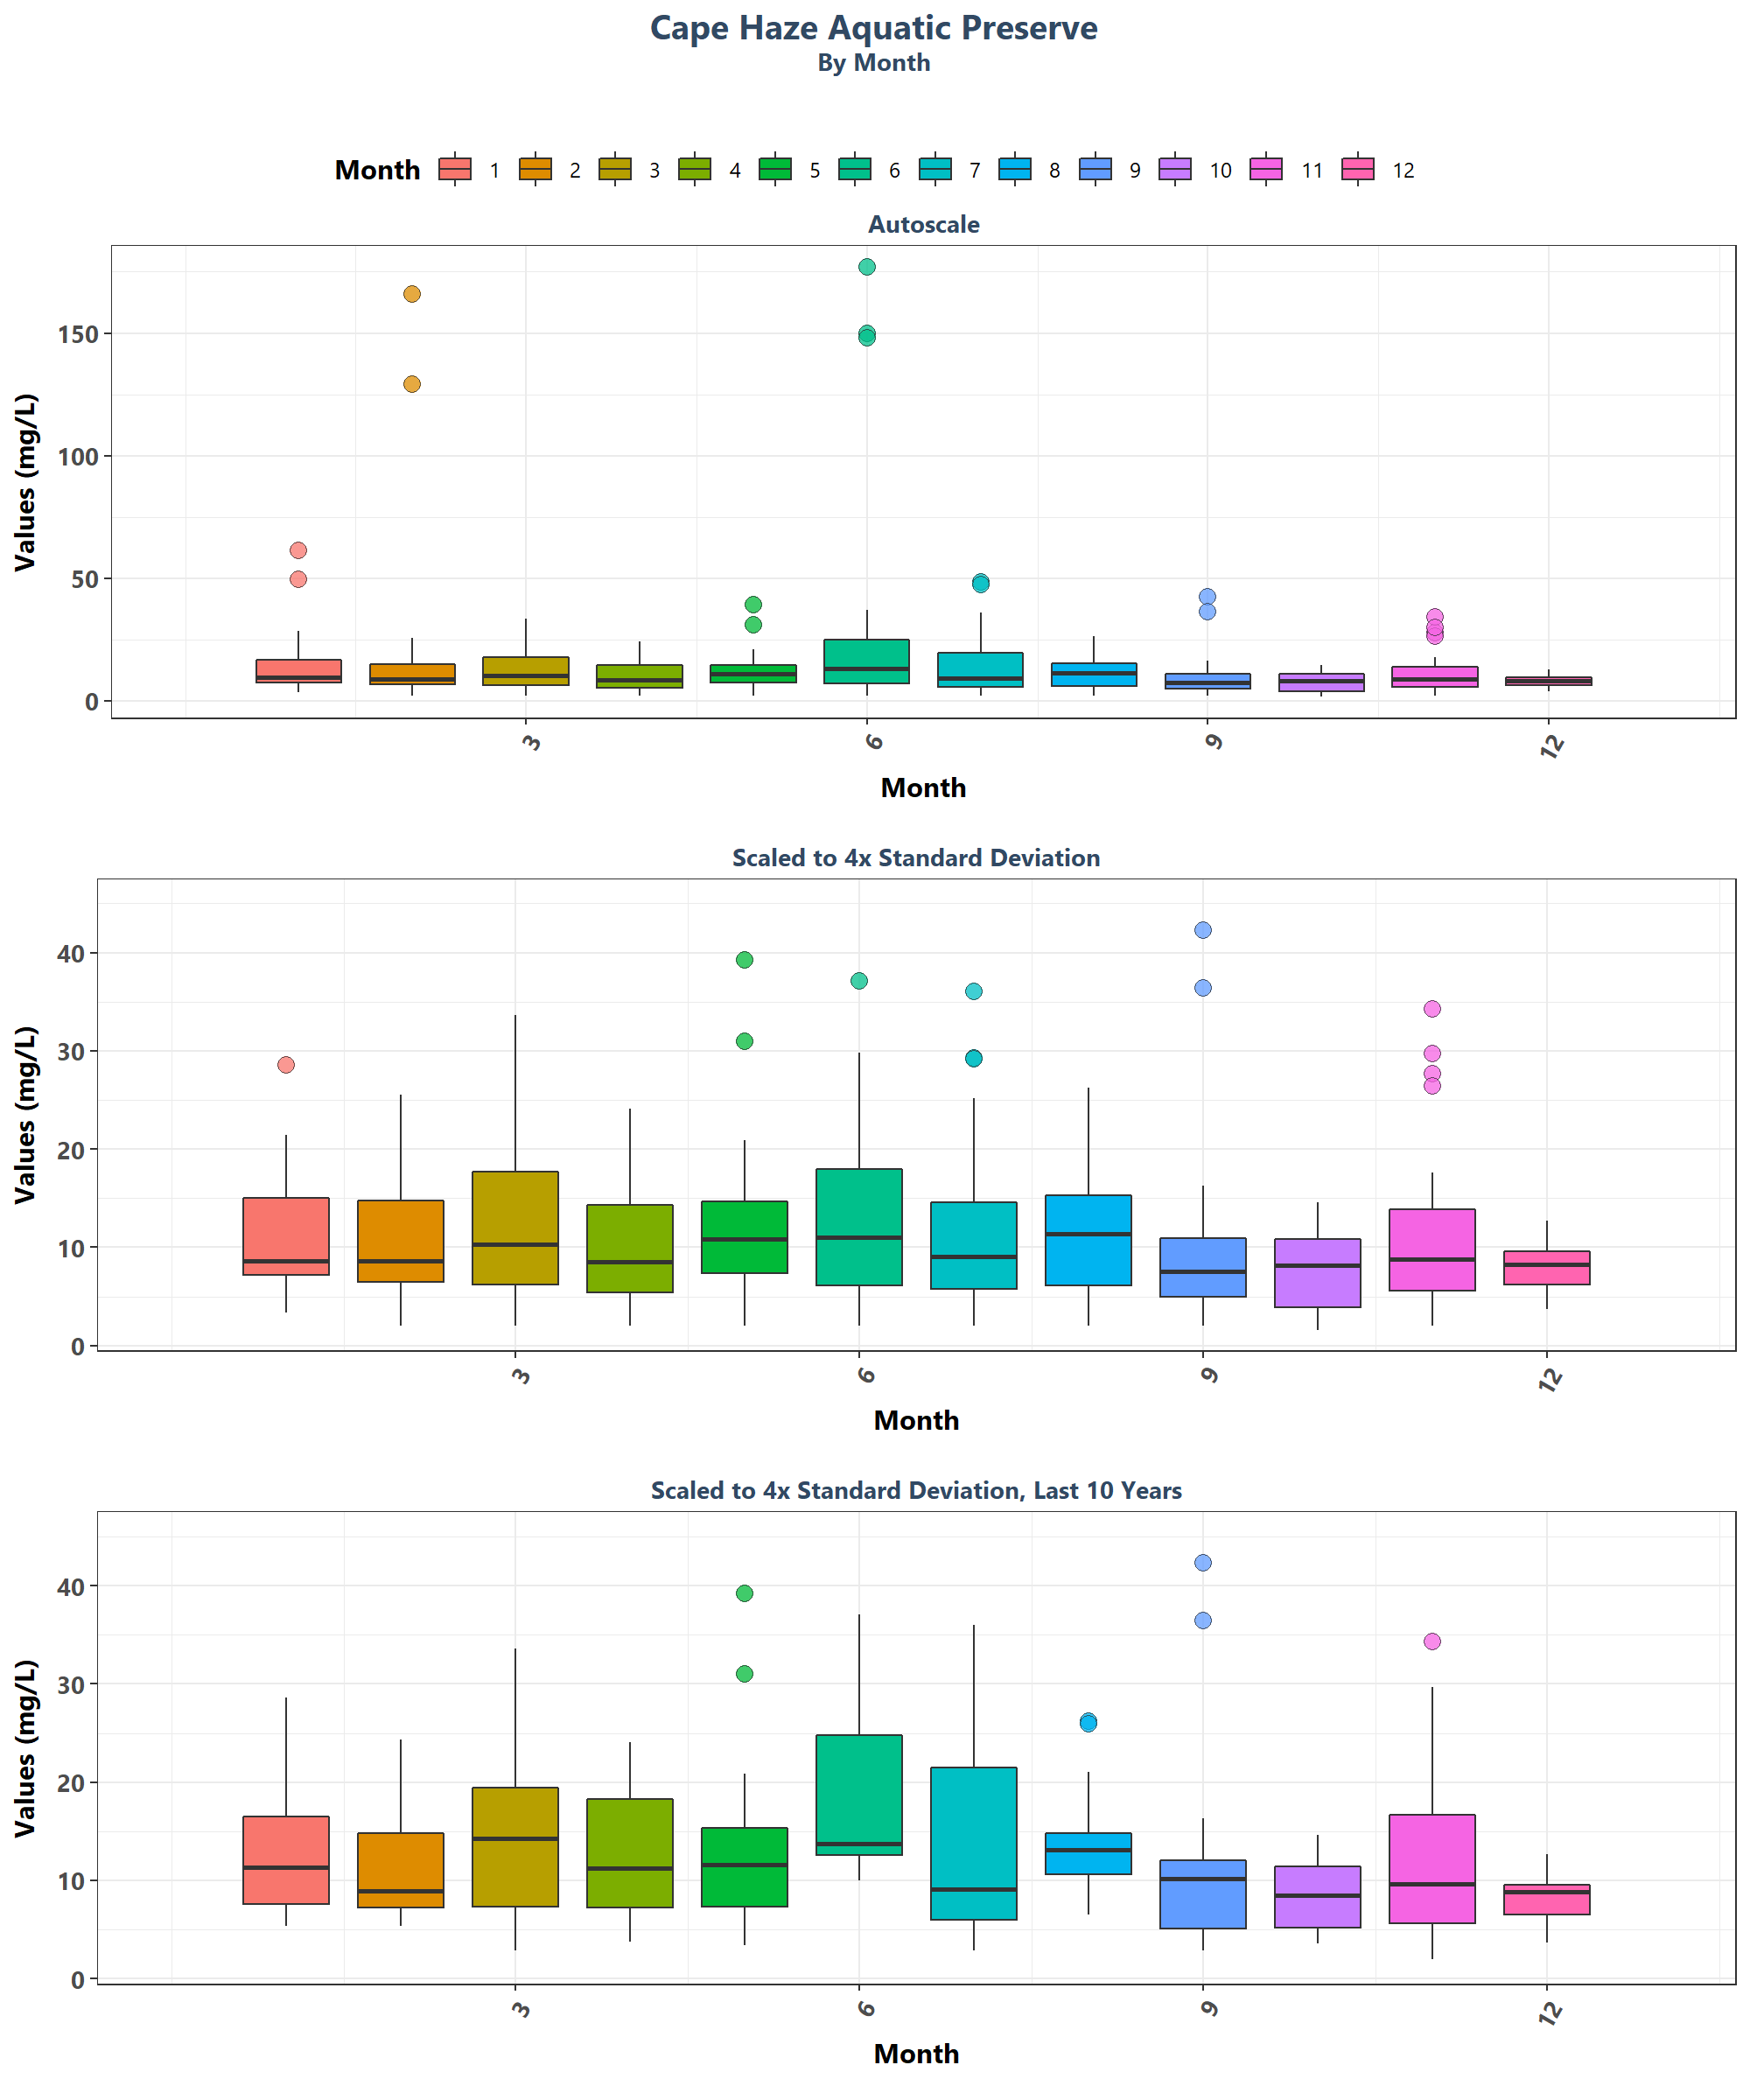 Cape Haze Aquatic Preserve
By Month
Month 1 2 3 4 5 6 7 8 9 10 11 12
Autoscale
Values (mg/L)
150
100
50
0
3 6 9 12
Month
Scaled to 4x Standard Deviation
Values (mg/L)
40
30
20
10
0
3 6 9 12
Month
Scaled to 4x Standard Deviation, Last 10 Years
Values (mg/L)
40
30
20
10
0
3 6 9 12
Month